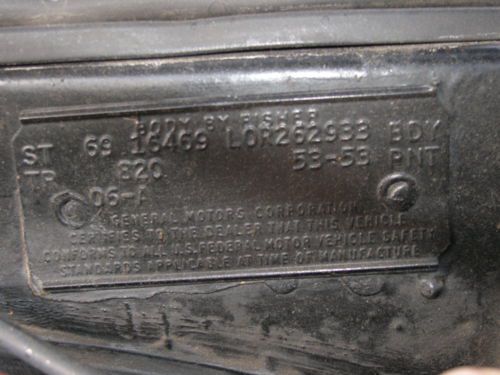 BODY BY FISHER
ST 69 16469 LOR262933 BDY
TR 820 53-53 PNT
06-A
GENERAL MOTORS CORPORATION
CERTIFIES TO THE DEALER THAT THIS VEHICLE
CONFORMS TO ALL U.S. FEDERAL MOTOR VEHICLE SAFETY
STANDARDS APPLICABLE AT TIME OF MANUFACTURE